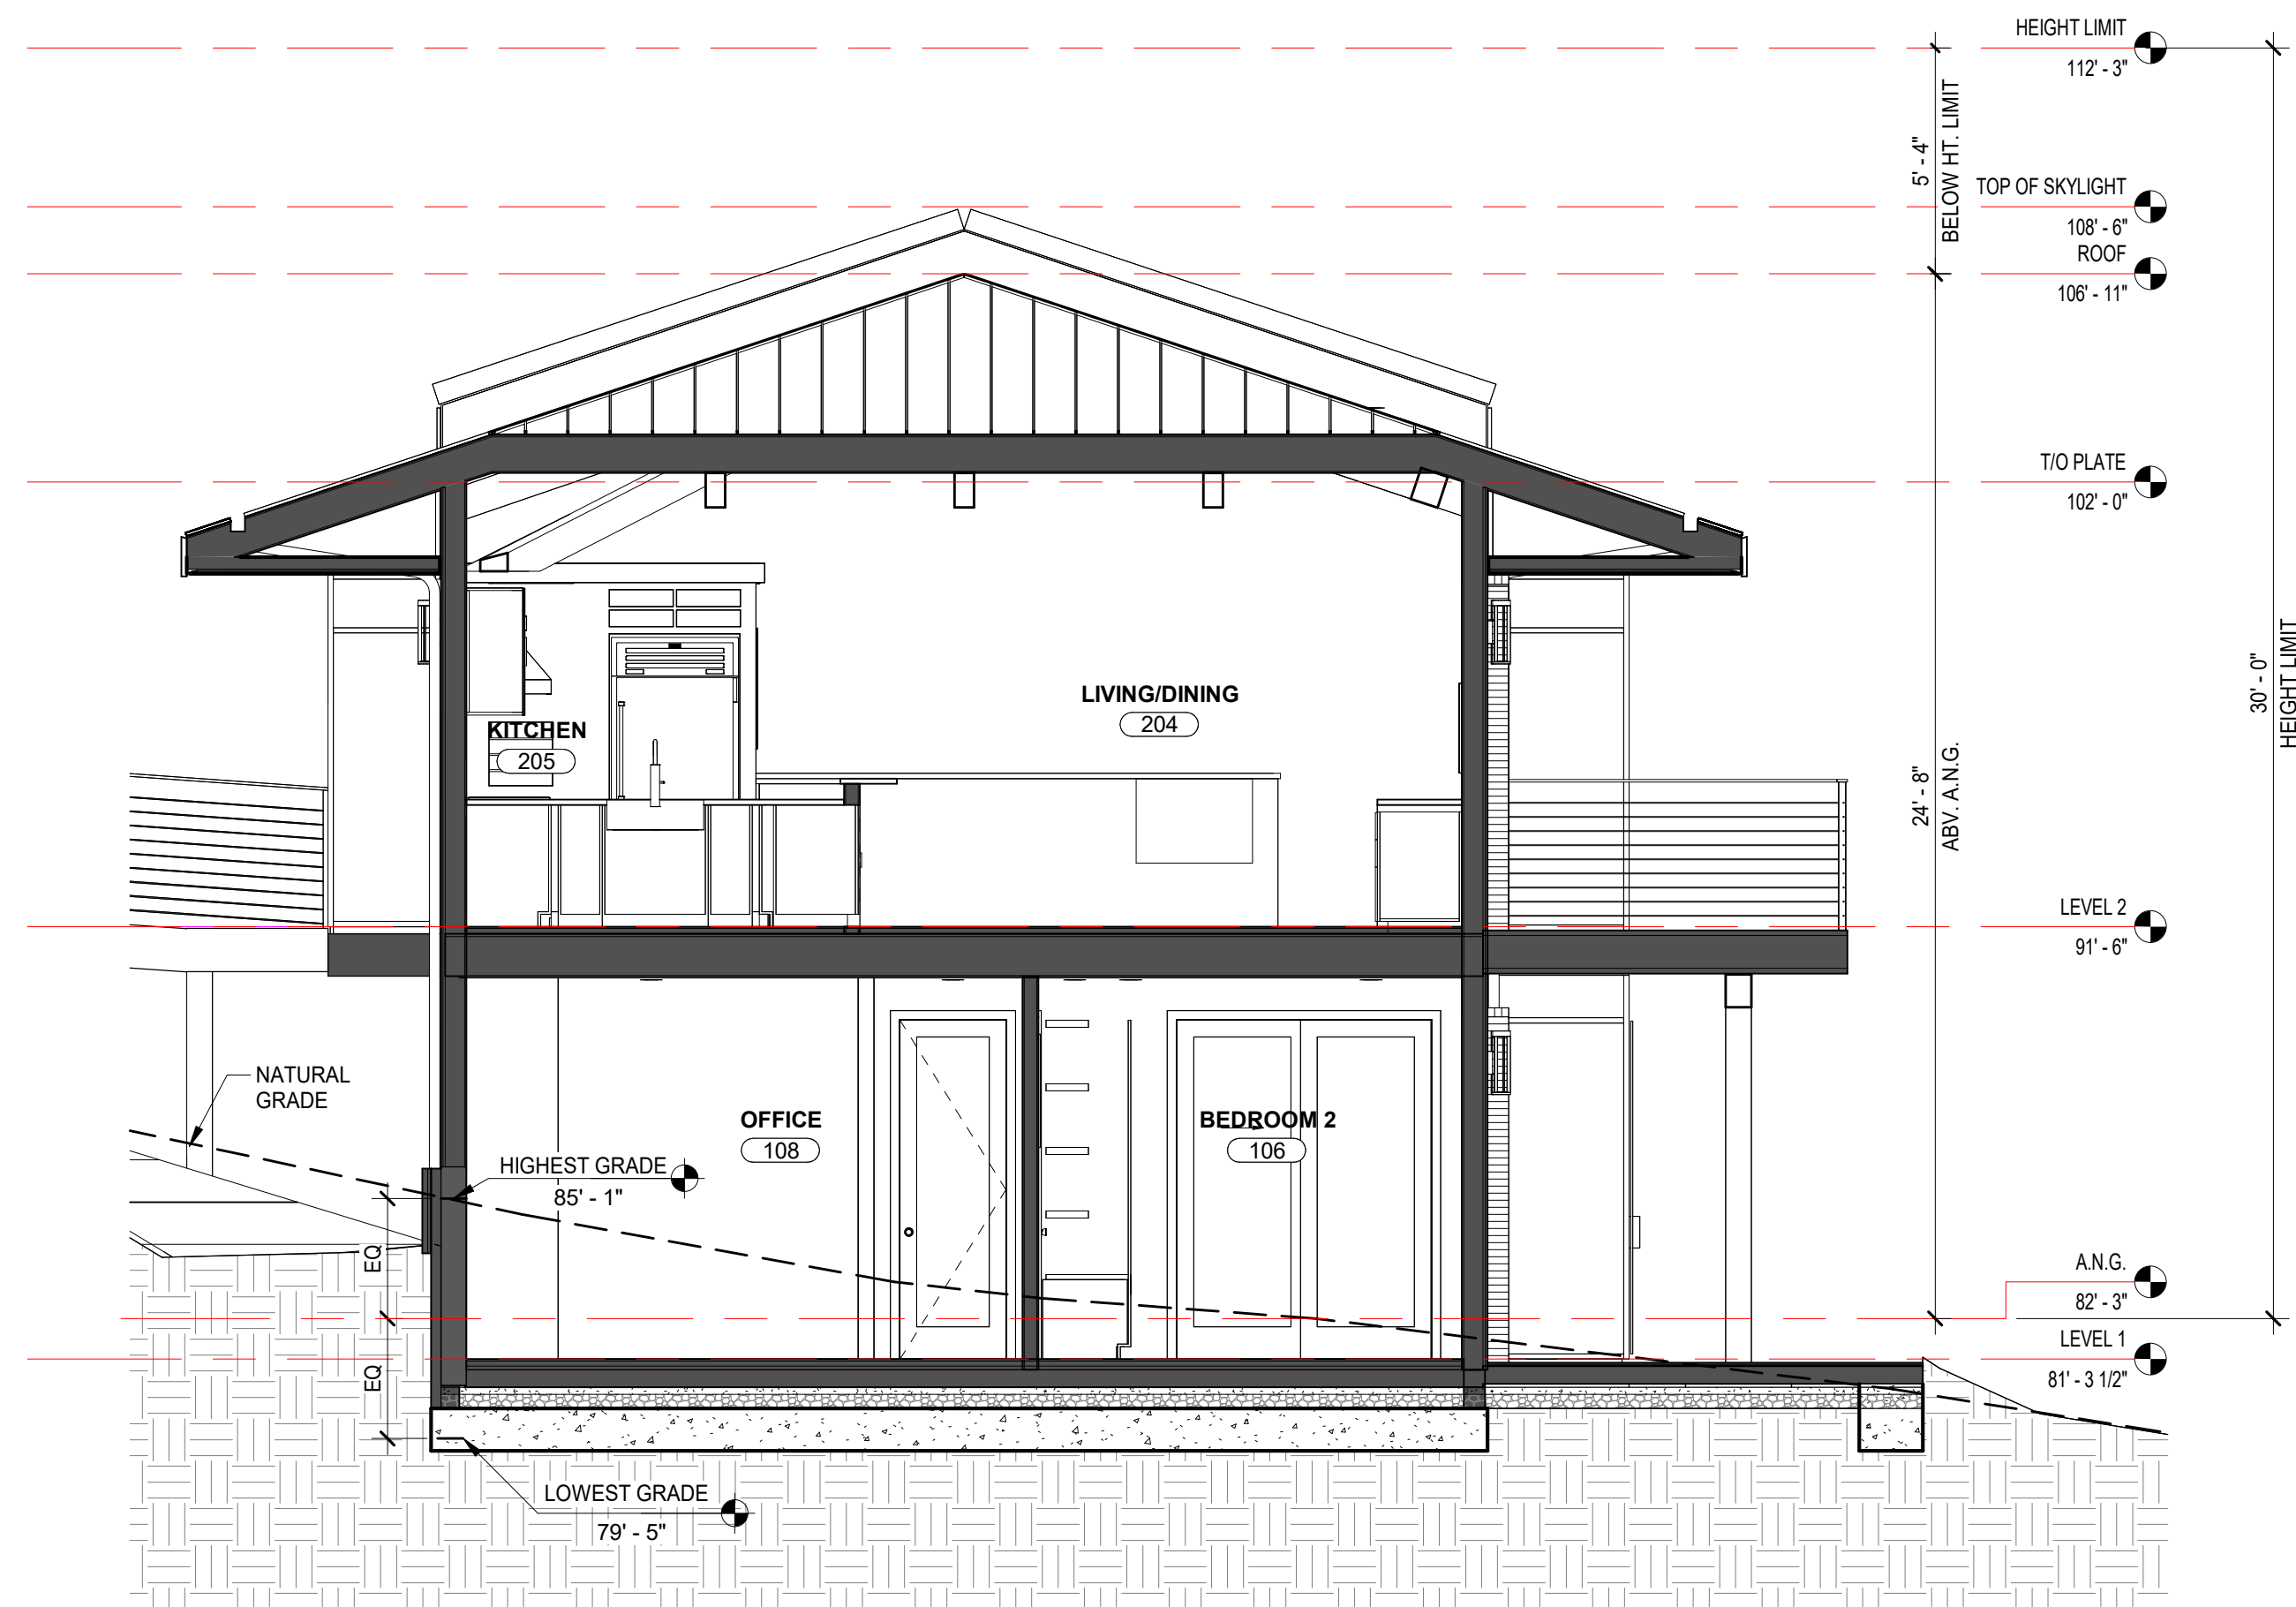 HEIGHT LIMIT
112' - 3"
5' - 4"
BELOW HT. LIMIT
TOP OF SKYLIGHT
108' - 6"
ROOF
106' - 11"
T/O PLATE
102' - 0"
30' - 0"
HEIGHT LIMIT
LIVING/DINING
204
KITCHEN
205
24' - 8"
ABV. A.N.G.
LEVEL 2
91' - 6"
NATURAL
GRADE
OFFICE
108
BEDROOM 2
106
HIGHEST GRADE
85' - 1"
EQ
A.N.G.
82' - 3"
LEVEL 1
81' - 3 1/2"
EQ
LOWEST GRADE
79' - 5"